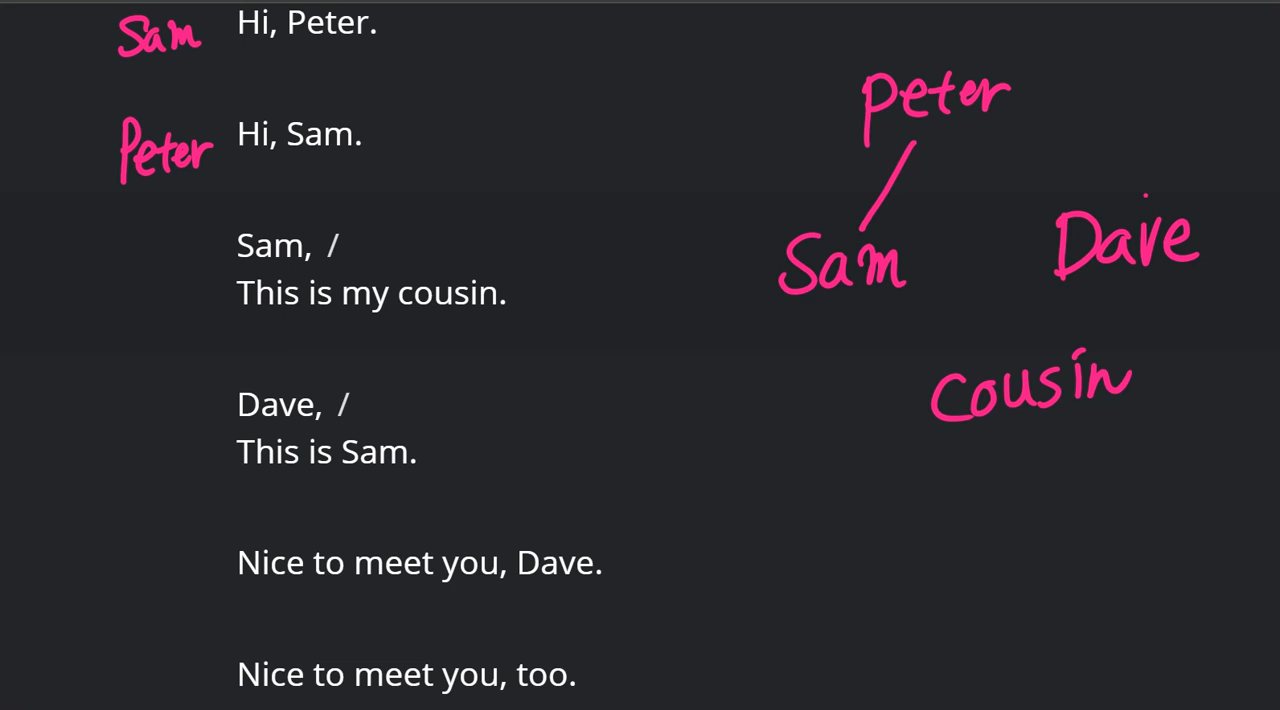 Sam Hi, Peter.
Peter Hi, Sam.
Sam, /
This is my cousin.
Dave, /
This is Sam.
Nice to meet you, Dave.
Nice to meet you, too.
Peter
Sam Dave
Cousin